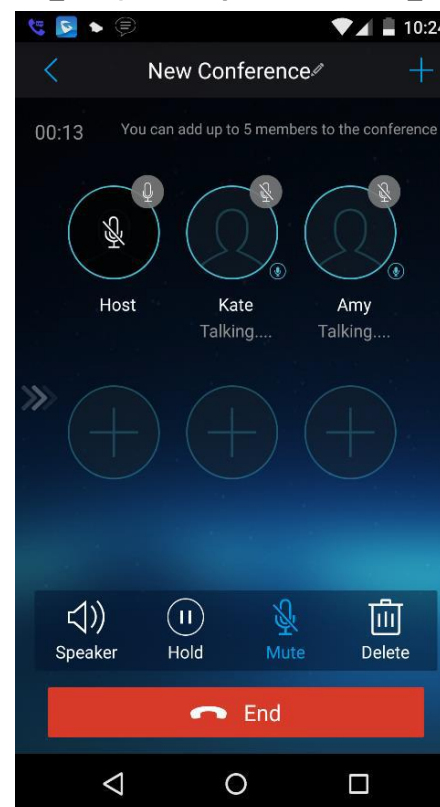 10:24
New Conference
00:13
You can add up to 5 members to the conference
Host
Kate
Amy
Talking....
Talking....
Speaker
Hold
Mute
Delete
End